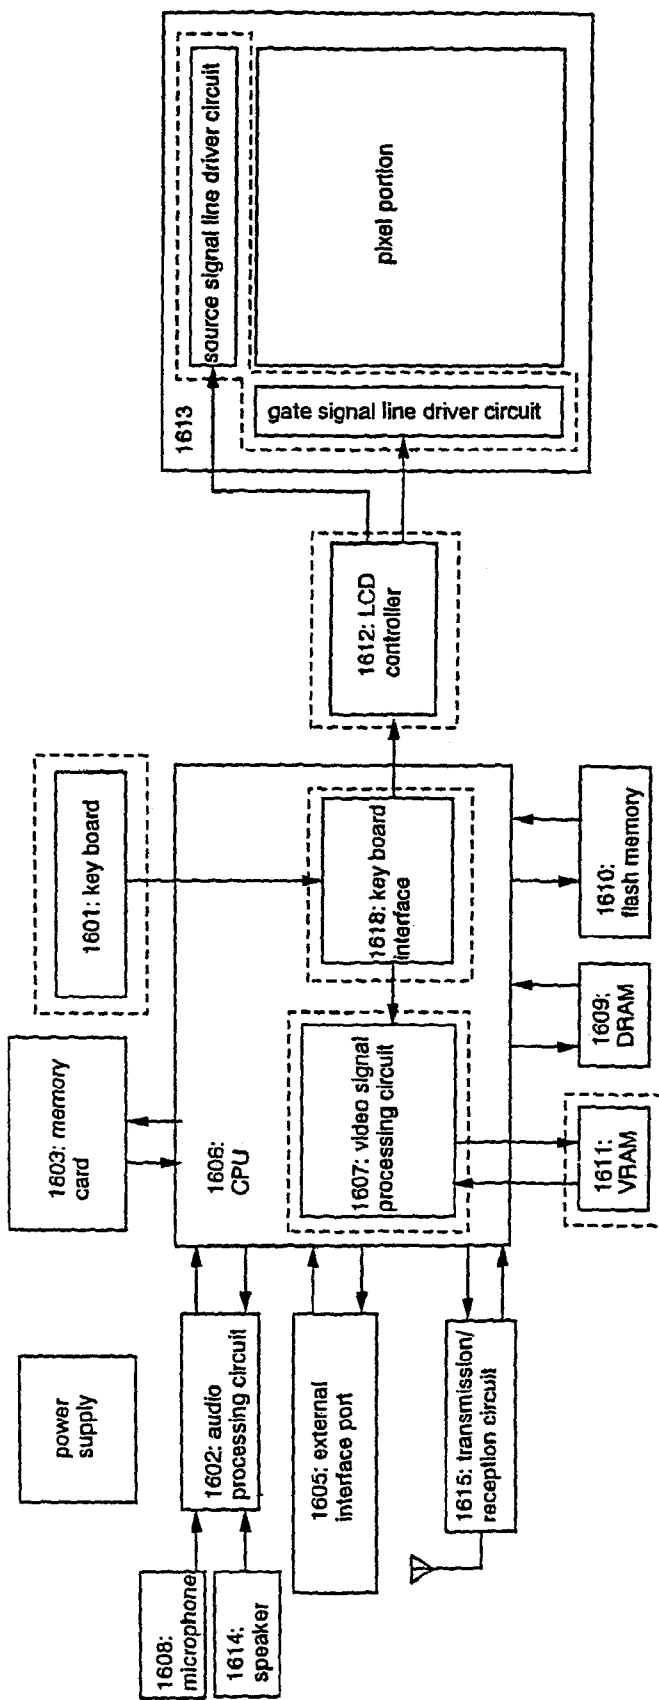 power
supply
1608:
microphone
1614:
speaker
1602: audio
processing circuit
1605: external
interface port
1615: transmission/
reception circuit
1603: memory
card
1606:
CPU
1607: video signal
processing circuit
1611:
VRAM
1609:
DRAM
1610:
flash memory
1601: key board
1618: key board
interface
1612: LCD
controller
1613
source signal line driver circuit
gate signal line driver circuit
pixel portion